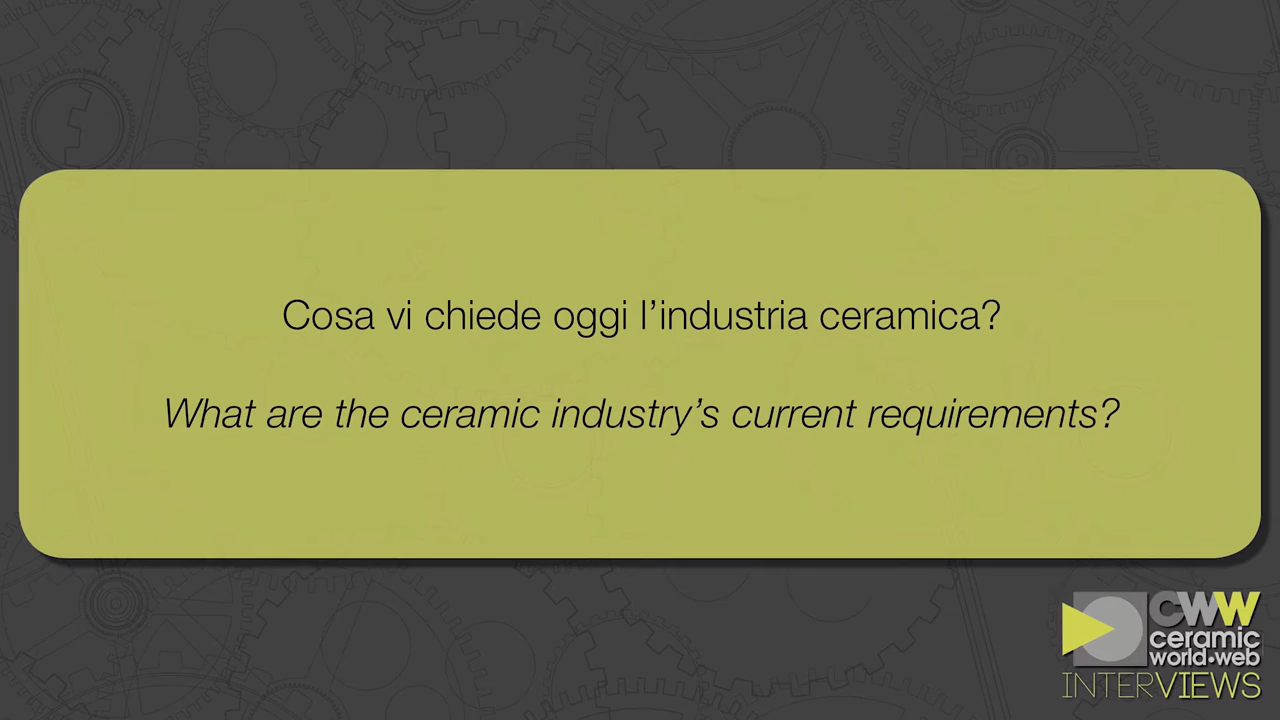 Cosa vi chiede oggi l’industria ceramica?
What are the ceramic industry’s current requirements?
CWW
ceramic
world•web
INTERVIEWS